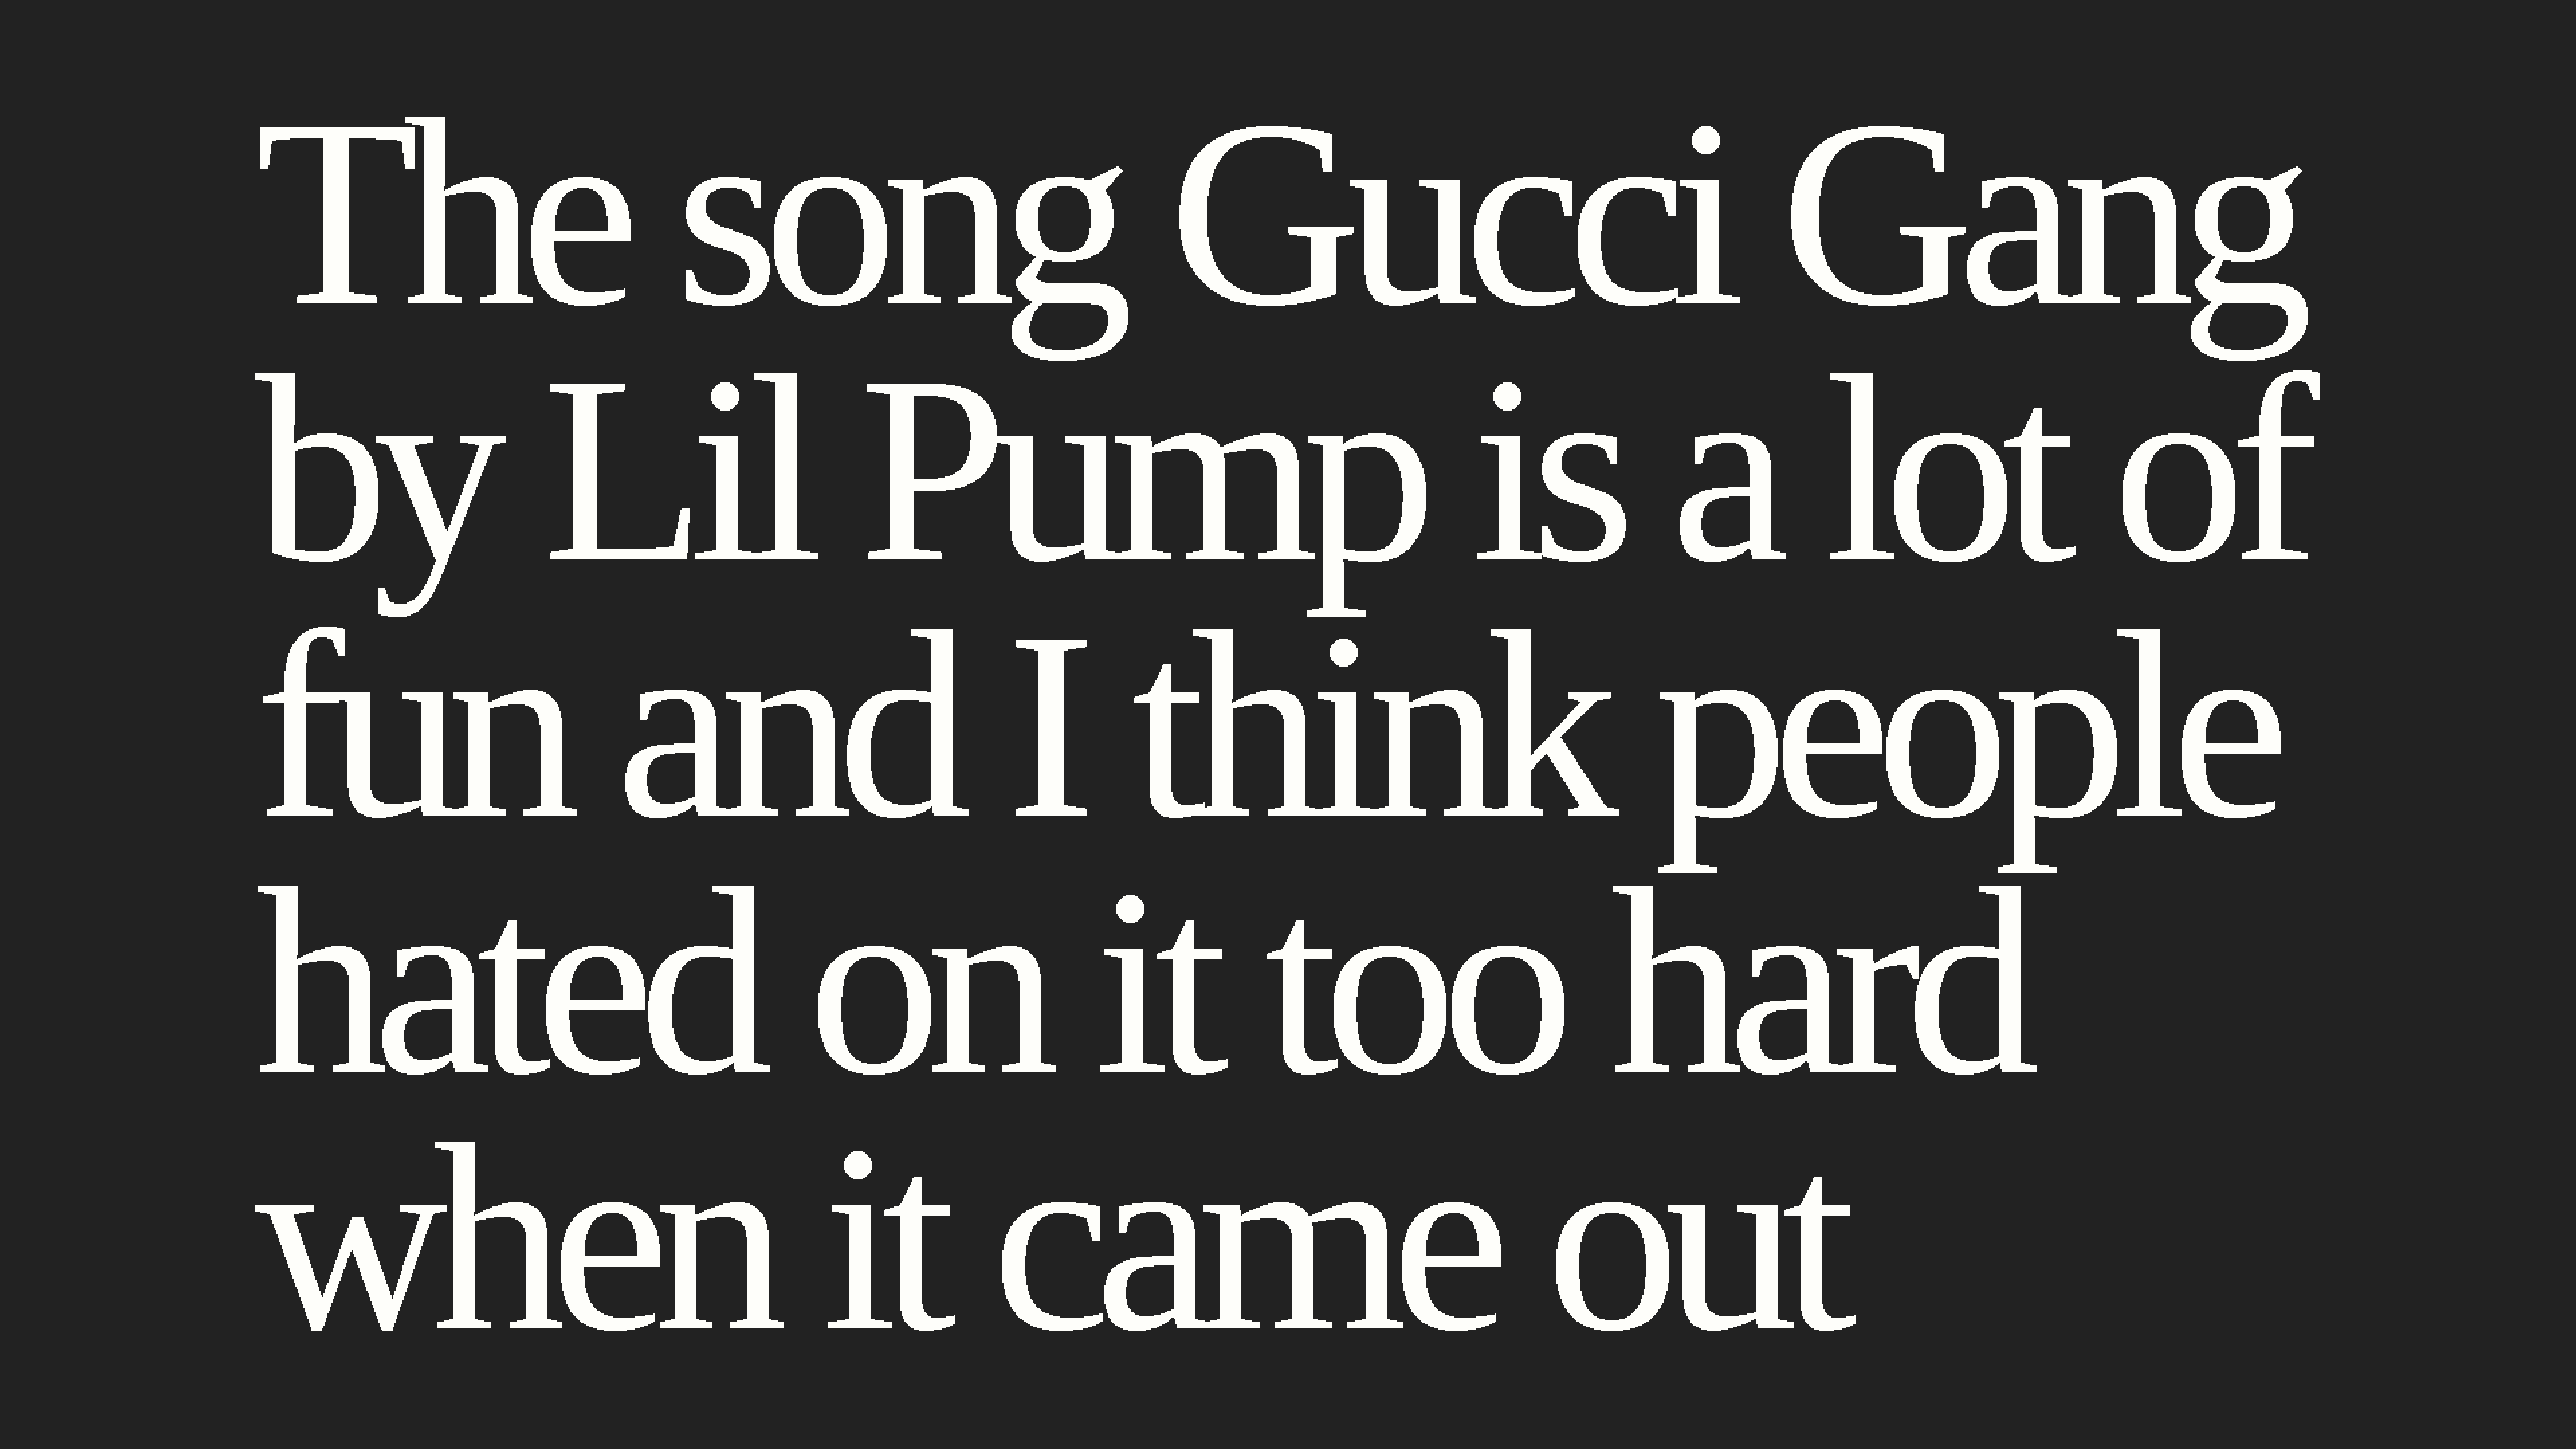 The song Gucci Gang
by Lil Pump is a lot of
fun and I think people
hated on it too hard
when it came out